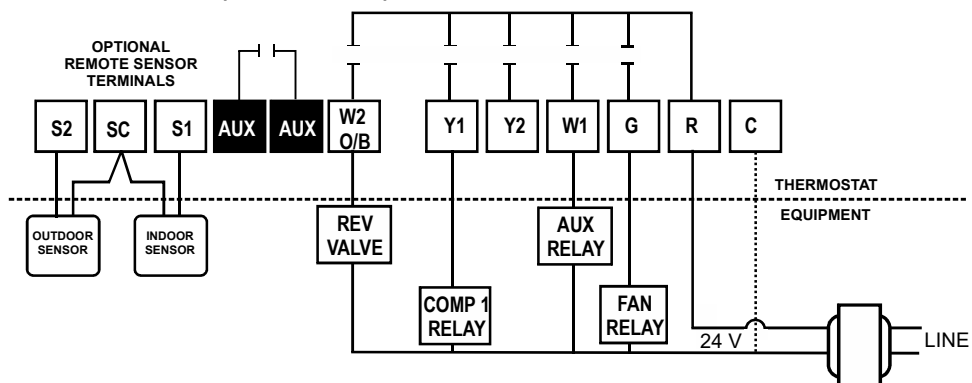 OPTIONAL
REMOTE SENSOR
TERMINALS
S2
SC
S1
AUX
AUX
W2
O/B
Y1
Y2
W1
G
R
C
THERMOSTAT
EQUIPMENT
OUTDOOR
SENSOR
INDOOR
SENSOR
REV
VALVE
AUX
RELAY
COMP 1
RELAY
FAN
RELAY
24 V
LINE